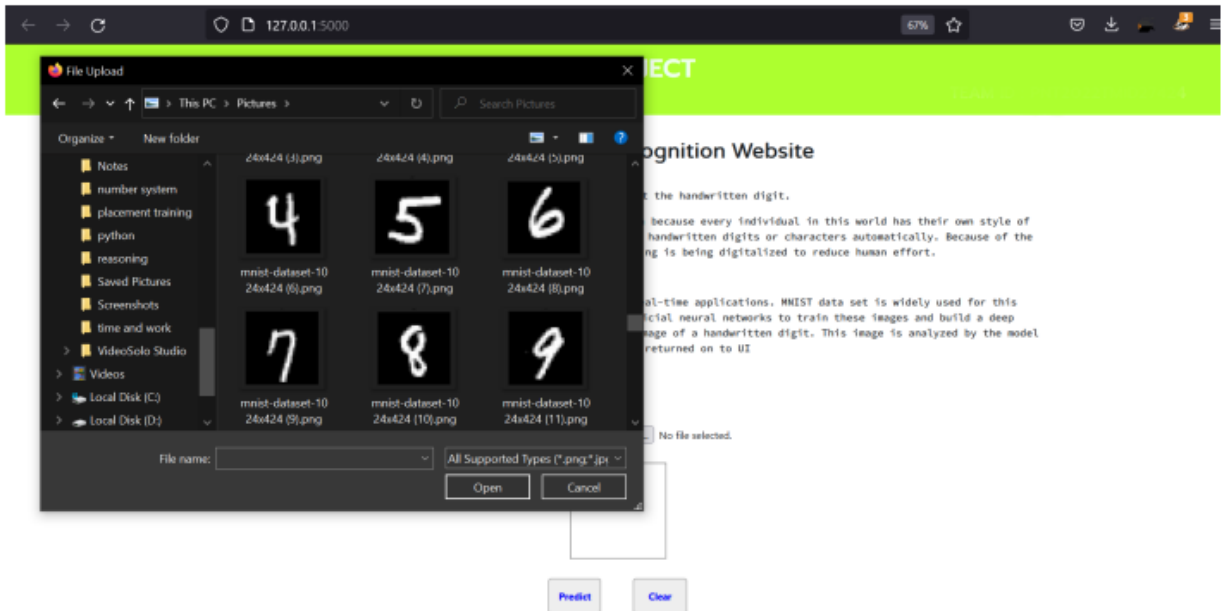 127.0.0.1:5000
67%
3
File Upload
JECT
This PC > Pictures >
Search Pictures
Organize
New folder
Notes
number system
placement training
python
reasoning
Saved Pictures
Screenshots
time and work
VideoSolo Studio
Videos
Local Disk (C:)
Local Disk (D:)
24x424 (3).png
24x424 (4).png
24x424 (5).png
4
5
6
mnist-dataset-10
24x424 (6).png
mnist-dataset-10
24x424 (7).png
mnist-dataset-10
24x424 (8).png
7
8
9
mnist-dataset-10
24x424 (9).png
mnist-dataset-10
24x424 (10).png
mnist-dataset-10
24x424 (11).png
File name:
All Supported Types (*.png;*.jp
Open
Cancel
ognition Website
t the handwritten digit.
because every individual in this world has their own style of
handwritten digits or characters automatically. Because of the
ng is being digitalized to reduce human effort.
al-time applications. MNIST data set is widely used for this
icial neural networks to train these images and build a deep
mage of a handwritten digit. This image is analyzed by the model
returned on to UI
No file selected.
Predict
Clear